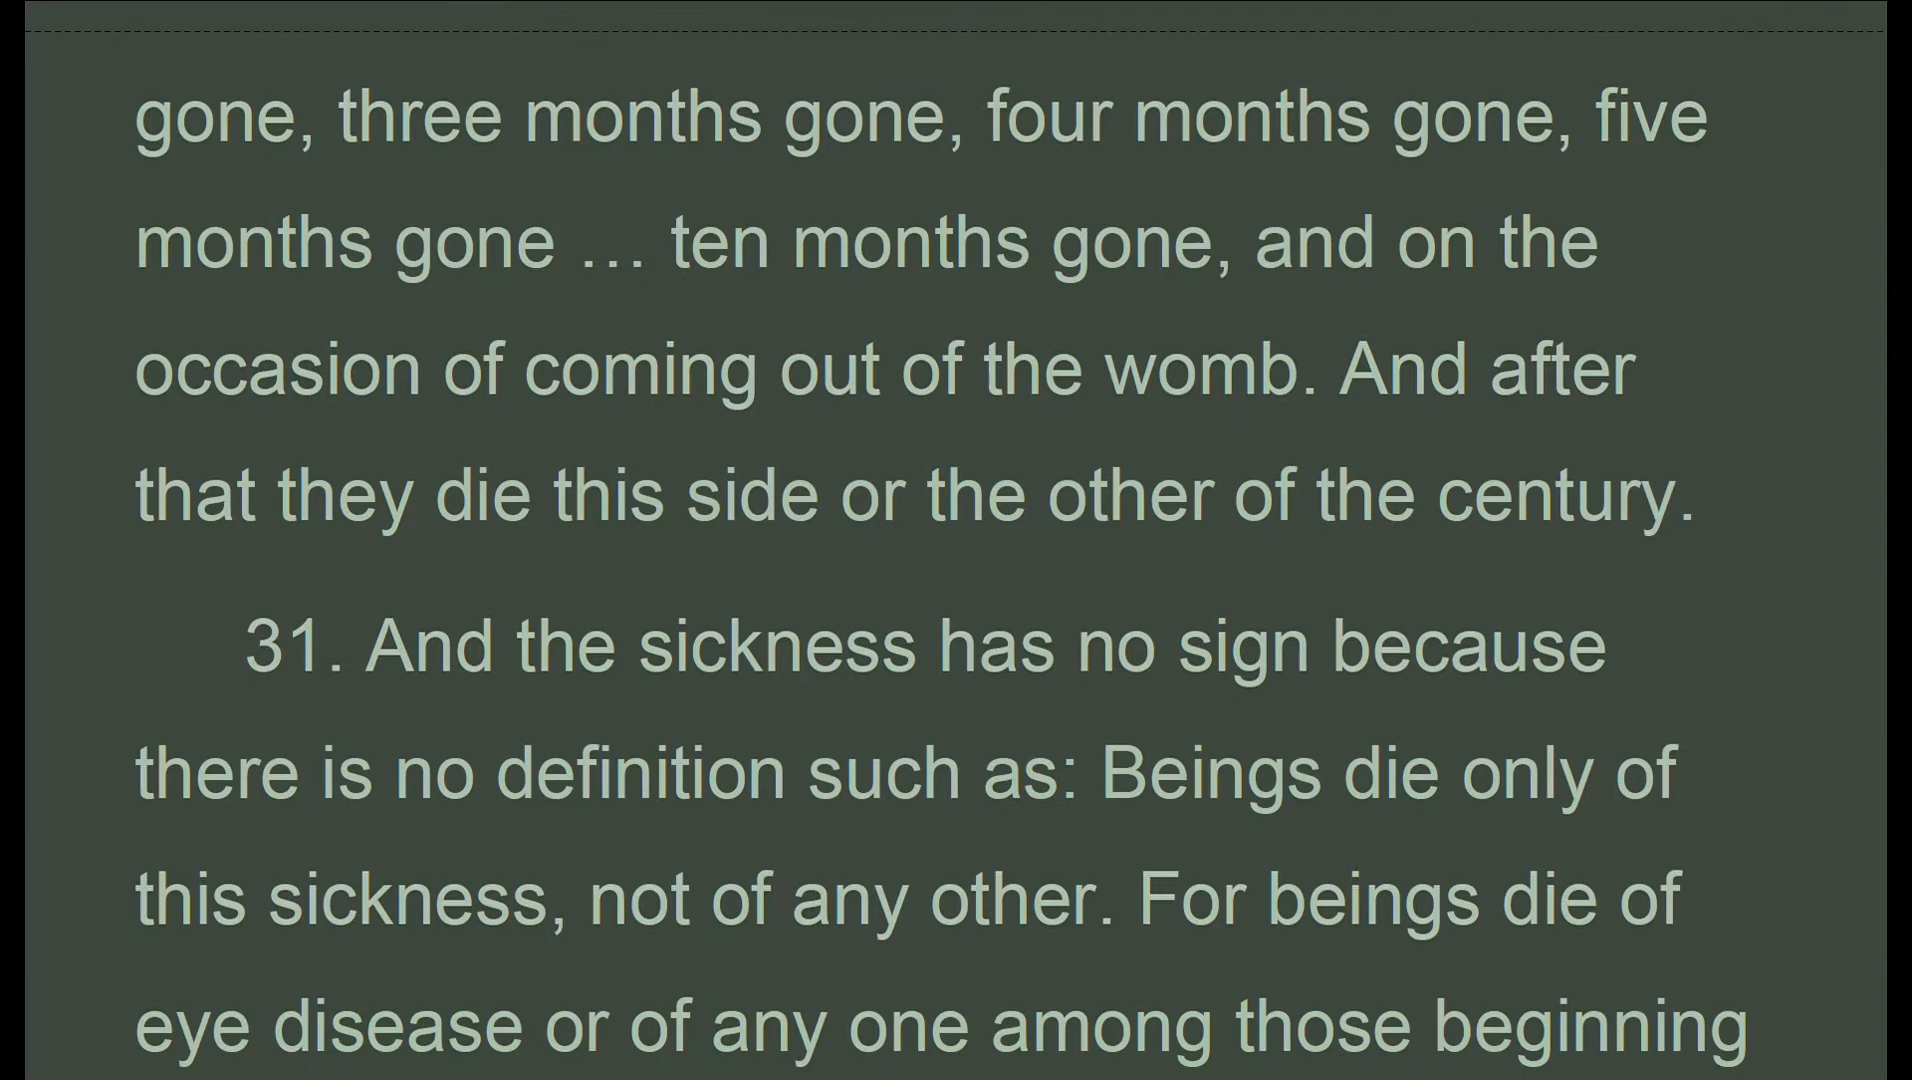 gone, three months gone, four months gone, five
months gone … ten months gone, and on the
occasion of coming out of the womb. And after
that they die this side or the other of the century.
31. And the sickness has no sign because
there is no definition such as: Beings die only of
this sickness, not of any other. For beings die of
eye disease or of any one among those beginning